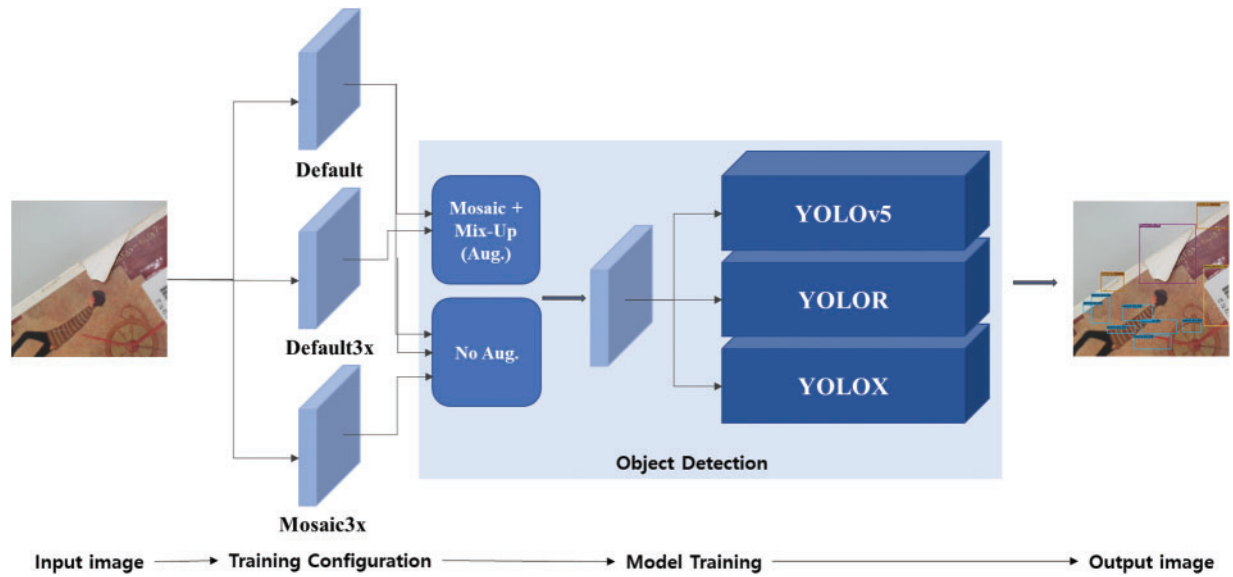 Default
Default3x
Mosaic3x
Mosaic +
Mix-Up
(Aug.)
No Aug.
YOLOv5
YOLOR
YOLOX
Object Detection
Input image
Training Configuration
Model Training
Output image